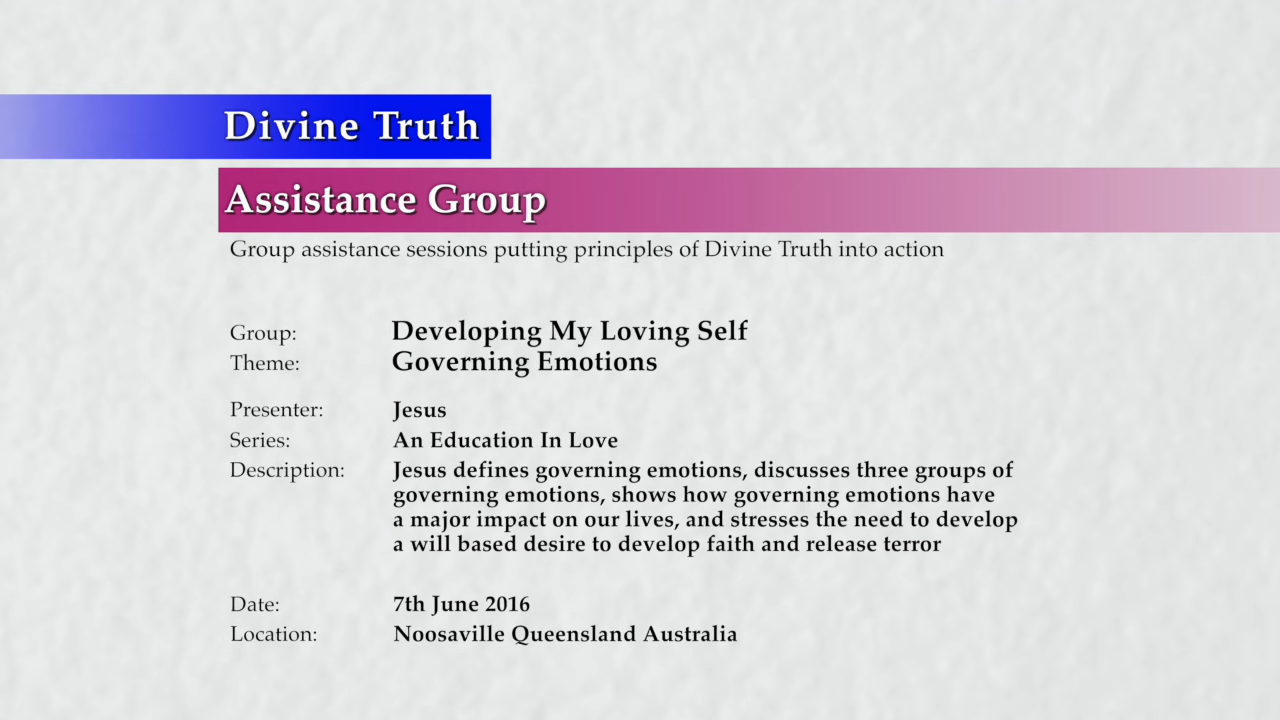 Divine Truth
Assistance Group
Group assistance sessions putting principles of Divine Truth into action
Group: Developing My Loving Self
Theme: Governing Emotions
Presenter: Jesus
Series: An Education In Love
Description: Jesus defines governing emotions, discusses three groups of
governing emotions, shows how governing emotions have
a major impact on our lives, and stresses the need to develop
a will based desire to develop faith and release terror
Date: 7th June 2016
Location: Noosaville Queensland Australia